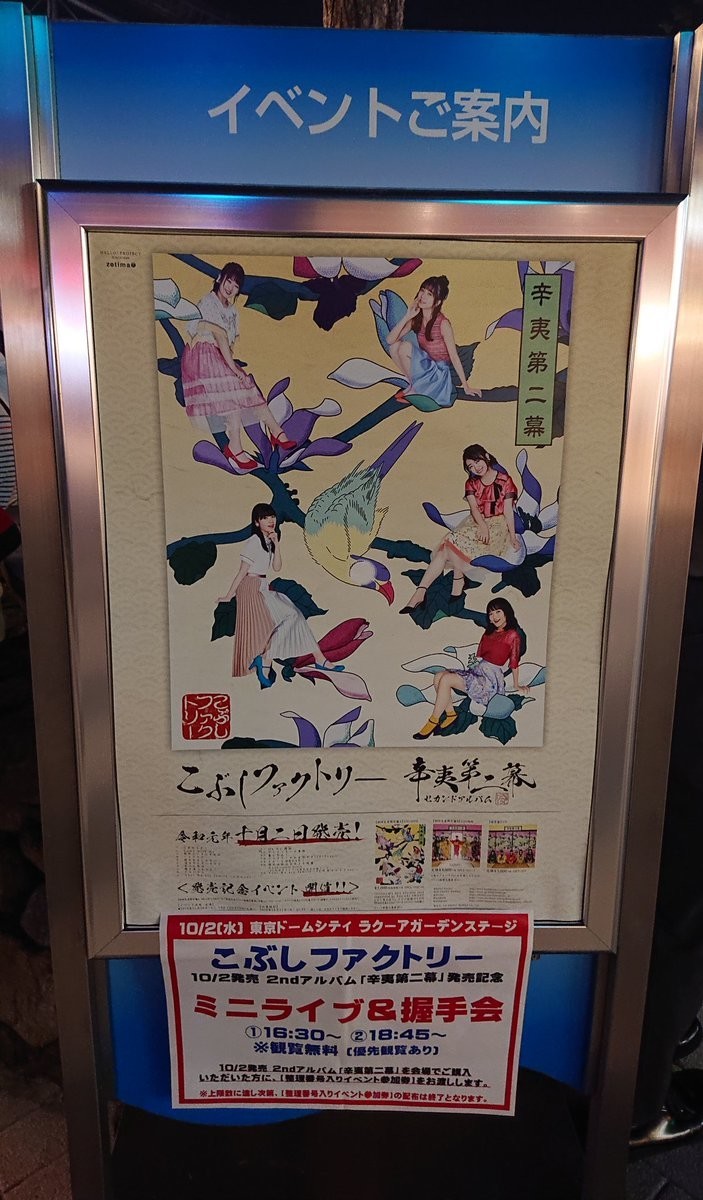 イベントご案内
HELLO! PROJECT
zetima
辛夷第二幕
こぶし
ファク
トリー
こぶしファクトリー 辛夷第二幕
セカンドアルバム
令和元年十月二日発売!
<発売記念イベント開催!!>
10/2(水) 東京ドームシティ ラクーアガーデンステージ
こぶしファクトリー
10/2発売 2ndアルバム「辛夷第二幕」発売記念
ミニライブ&握手会
①16:30~ ②18:45~
※観覧無料 (優先観覧あり)
10/2発売 2ndアルバム「辛夷第二幕」を会場でご購入
いただいた方に、「整理番号入りイベント参加券」をお渡しします。
※上限数に達し次第、「整理番号入りイベント参加券」の配布は終了となります。